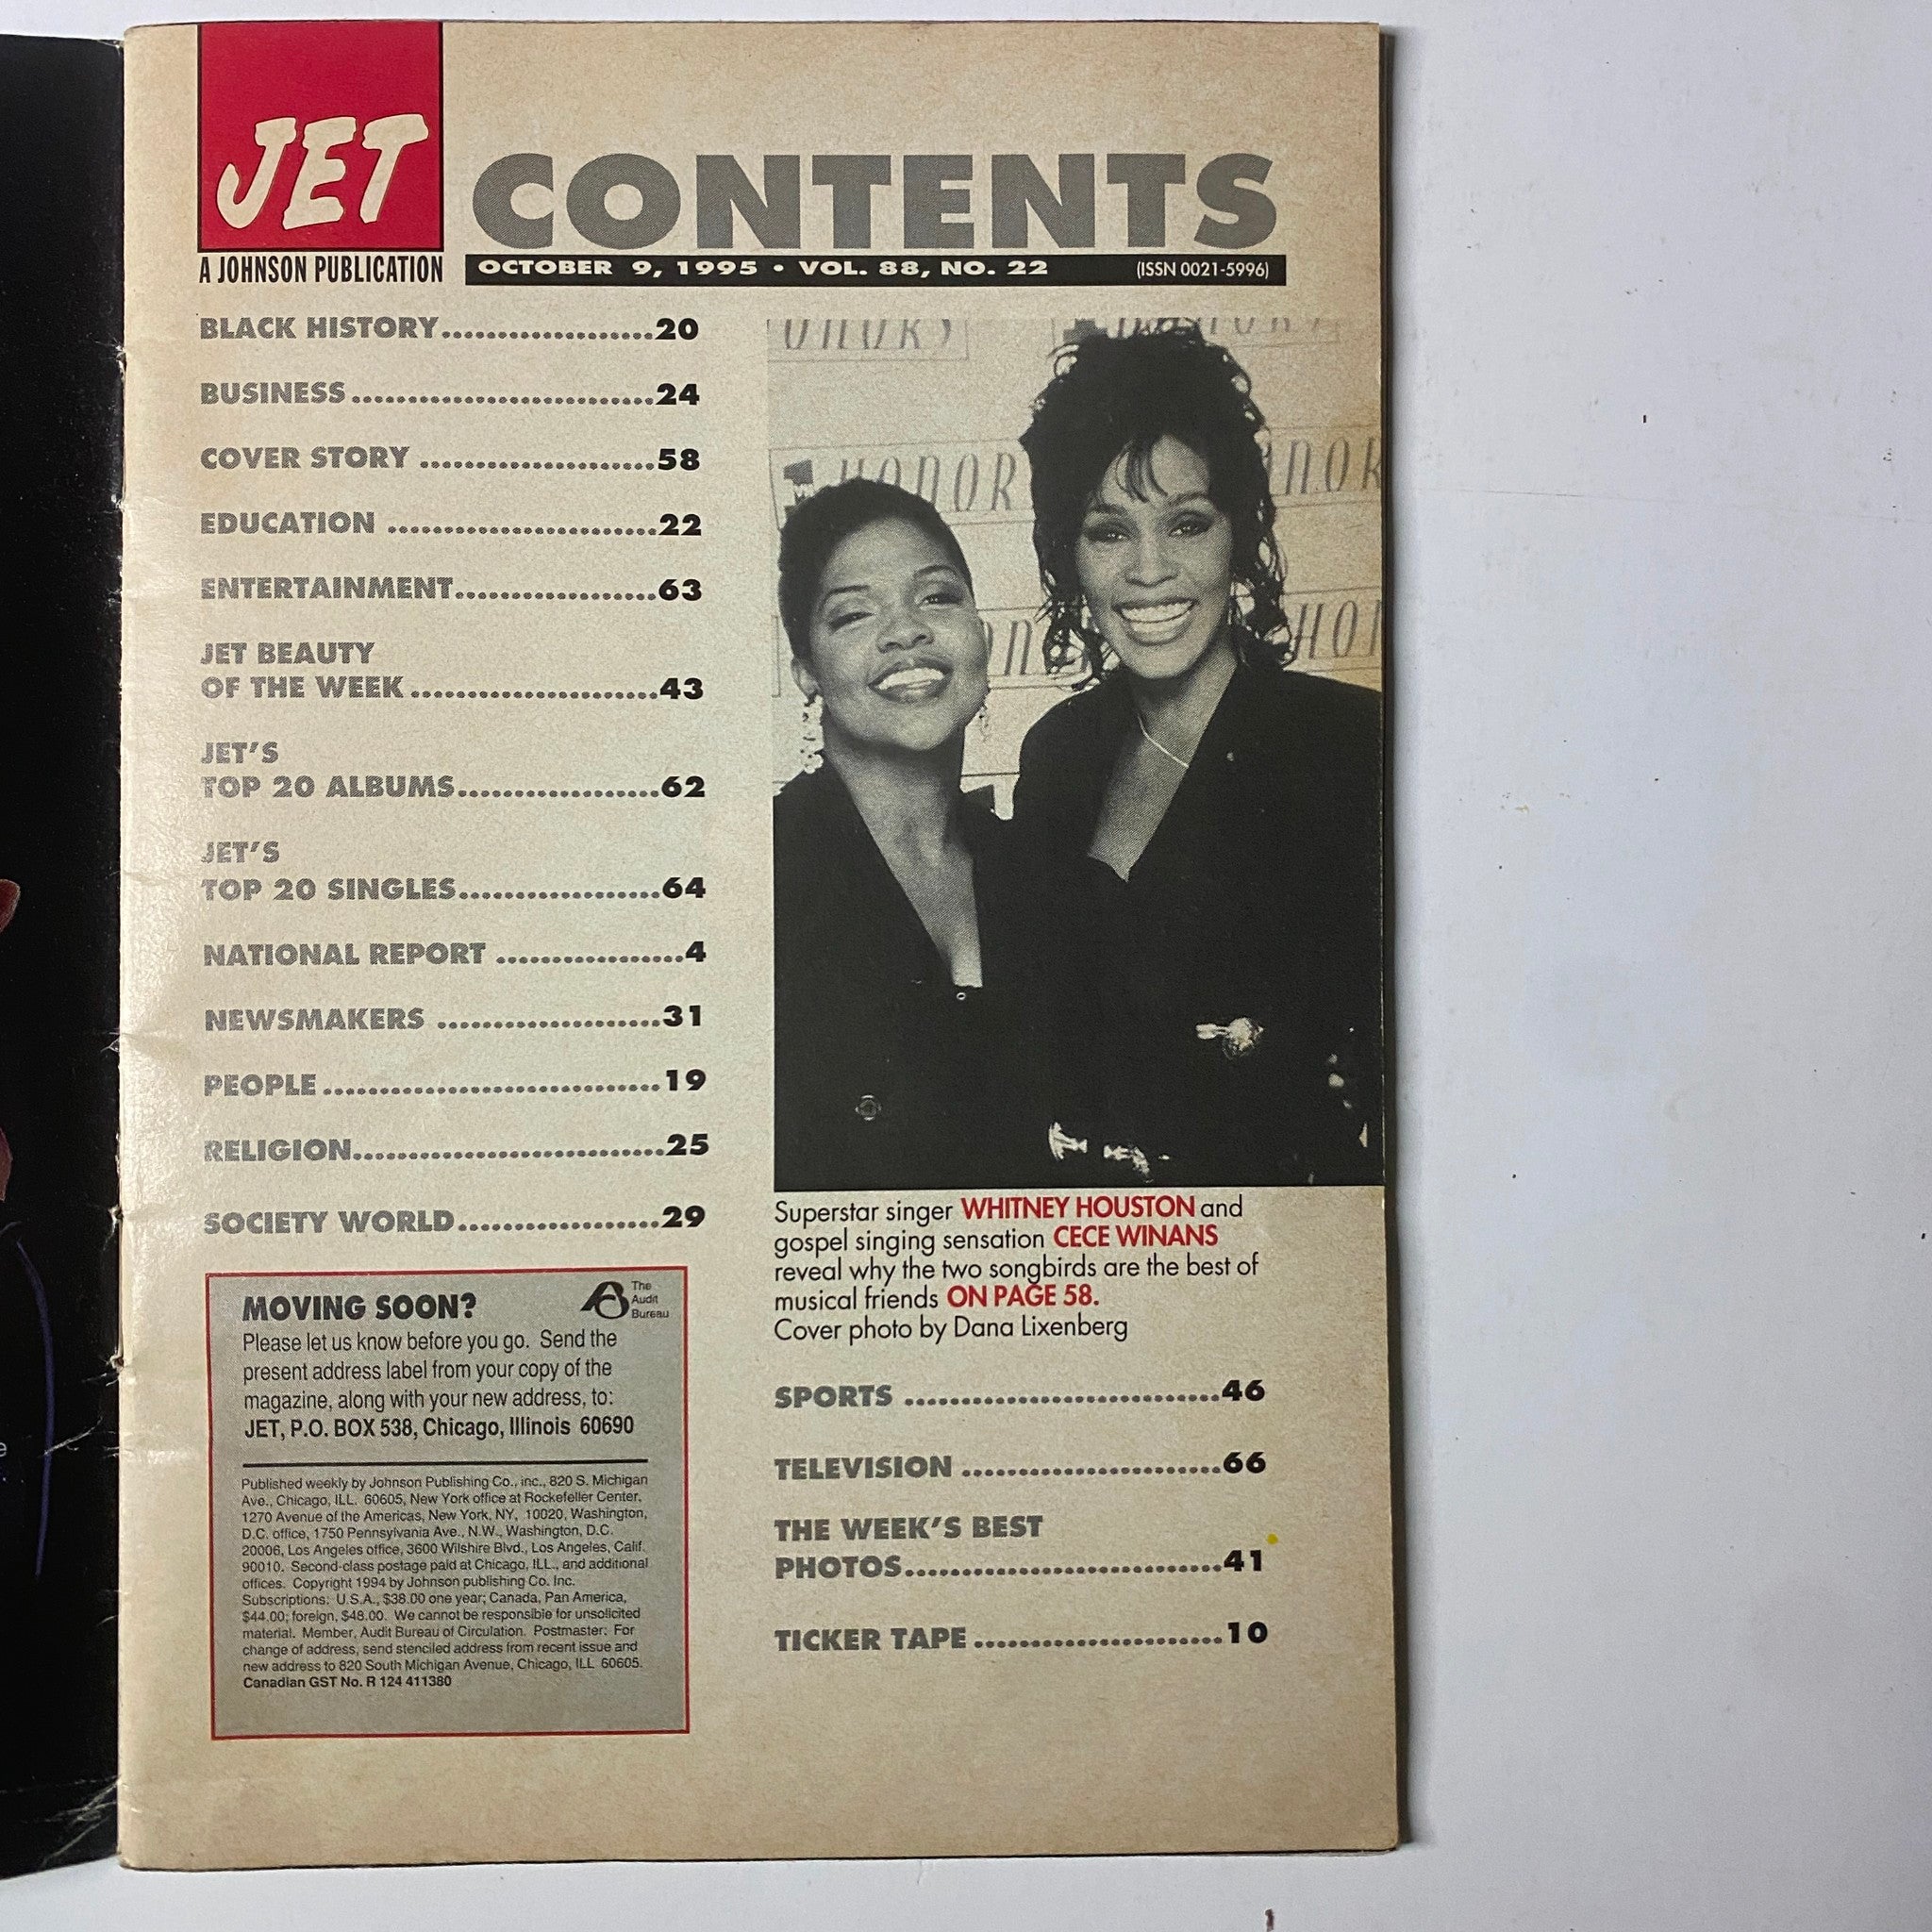 JET
CONTENTS
A JOHNSON PUBLICATION
OCTOBER 9, 1995 • VOL. 88, NO. 22 (ISSN 0021-5996)
BLACK HISTORY...................20
BUSINESS...........................24
COVER STORY .....................58
EDUCATION ........................22
ENTERTAINMENT..................63
JET BEAUTY
OF THE WEEK......................43
JET'S
TOP 20 ALBUMS..................62
JET'S
TOP 20 SINGLES..................64
NATIONAL REPORT .................4
NEWSMAKERS ....................31
PEOPLE..............................19
RELIGION............................25
SOCIETY WORLD..................29
HONORS
HONOR
HON
Superstar singer WHITNEY HOUSTON and
gospel singing sensation CECE WINANS
reveal why the two songbirds are the best of
musical friends ON PAGE 58.
Cover photo by Dana Lixenberg
SPORTS ............................46
TELEVISION .......................66
THE WEEK'S BEST
PHOTOS............................41
TICKER TAPE ......................10
MOVING SOON?
The
Audit
Bureau
Please let us know before you go. Send the
present address label from your copy of the
magazine, along with your new address, to:
JET, P.O. BOX 538, Chicago, Illinois 60690
Published weekly by Johnson Publishing Co., inc., 820 S. Michigan
Ave., Chicago, ILL. 60605, New York office at Rockefeller Center,
1270 Avenue of the Americas, New York, NY, 10020, Washington,
D.C. office, 1750 Pennsylvania Ave., N.W., Washington, D.C.
20006, Los Angeles office, 3600 Wilshire Blvd., Los Angeles, Calif.
90010. Second-class postage paid at Chicago, ILL., and additional
offices. Copyright 1994 by Johnson publishing Co. Inc.
Subscriptions: U.S.A., $38.00 one year; Canada, Pan America,
$44.00; foreign, $48.00. We cannot be responsible for unsolicited
material. Member, Audit Bureau of Circulation. Postmaster: For
change of address, send stenciled address from recent issue and
new address to 820 South Michigan Avenue, Chicago, ILL 60605.
Canadian GST No. R 124 411380